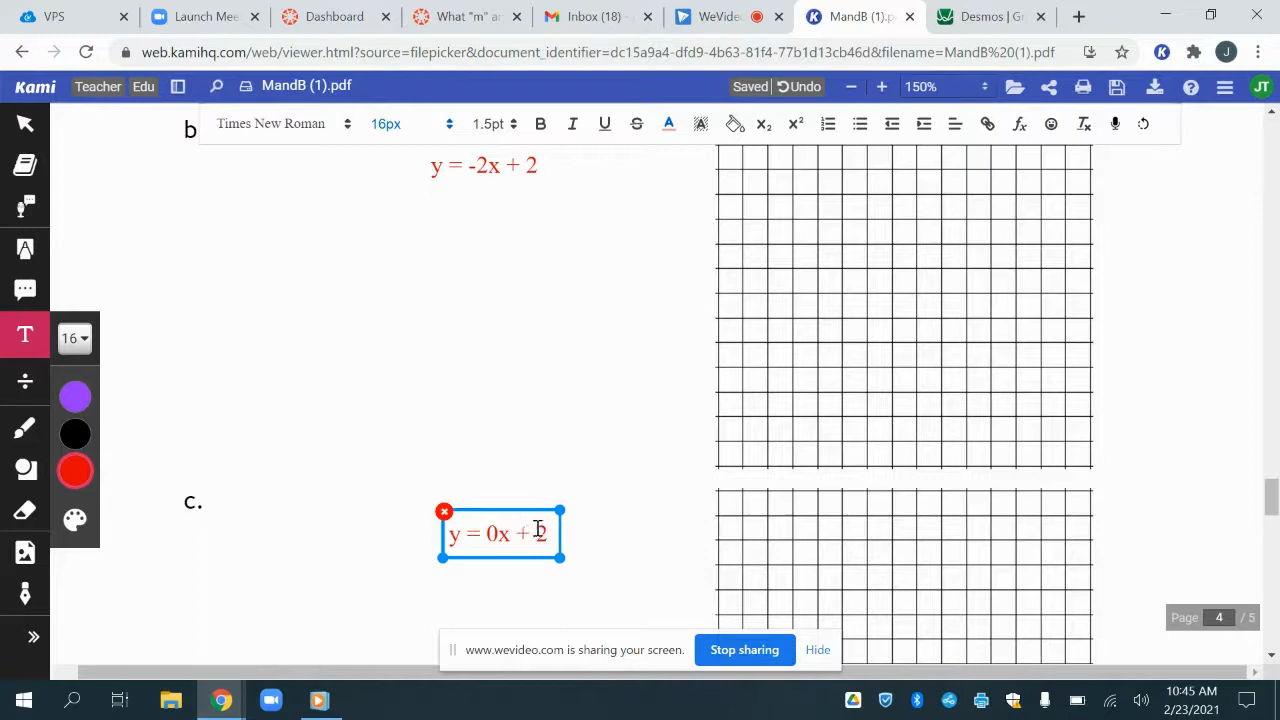 VPS
Launch Mee
Dashboard
What "m" an
Inbox (18) -
WeVide
MandB (1).p
Desmos | Gr
web.kamihq.com/web/viewer.html?source=filepicker&document_identifier=dc15a9a4-dfd9-4b63-81f4-77b1d13cb46d&filename=MandB%20(1).pdf
Kami Teacher Edu MandB (1).pdf Saved Undo 150% JT
Times New Roman 16px 1.5pt
b
y = -2x + 2
16
c.
y = 0x + 2
Page 4 / 5
www.wevideo.com is sharing your screen. Stop sharing Hide
10:45 AM
2/23/2021